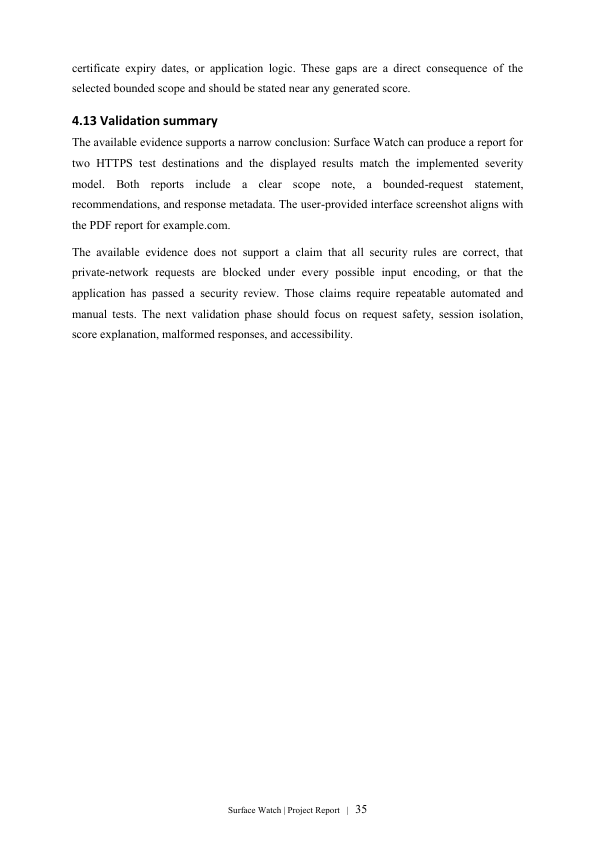 certificate expiry dates, or application logic. These gaps are a direct consequence of the
selected bounded scope and should be stated near any generated score.
4.13 Validation summary
The available evidence supports a narrow conclusion: Surface Watch can produce a report for
two HTTPS test destinations and the displayed results match the implemented severity
model. Both reports include a clear scope note, a bounded-request statement,
recommendations, and response metadata. The user-provided interface screenshot aligns with
the PDF report for example.com.
The available evidence does not support a claim that all security rules are correct, that
private-network requests are blocked under every possible input encoding, or that the
application has passed a security review. Those claims require repeatable automated and
manual tests. The next validation phase should focus on request safety, session isolation,
score explanation, malformed responses, and accessibility.
Surface Watch | Project Report | 35